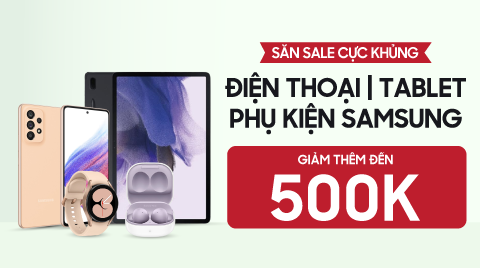 SĂN SALE CỰC KHỦNG
ĐIỆN THOẠI | TABLET
PHỤ KIỆN SAMSUNG
GIẢM THÊM ĐẾN
500K